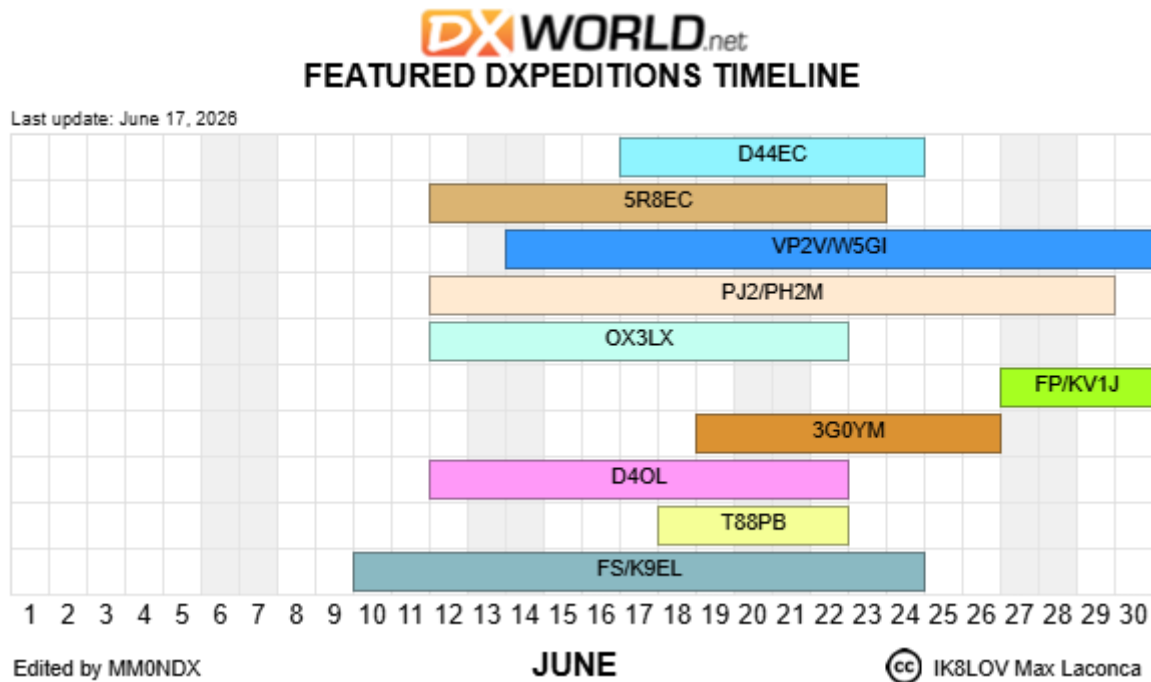 DX WORLD.net
FEATURED DXPEDITIONS TIMELINE
Last update: June 17, 2026
D44EC
5R8EC
VP2V/W5GI
PJ2/PH2M
OX3LX
FP/KV1J
3G0YM
D4OL
T88PB
FS/K9EL
1 2 3 4 5 6 7 8 9 10 11 12 13 14 15 16 17 18 19 20 21 22 23 24 25 26 27 28 29 30
Edited by MM0NDX JUNE cc IK8LOV Max Laconca